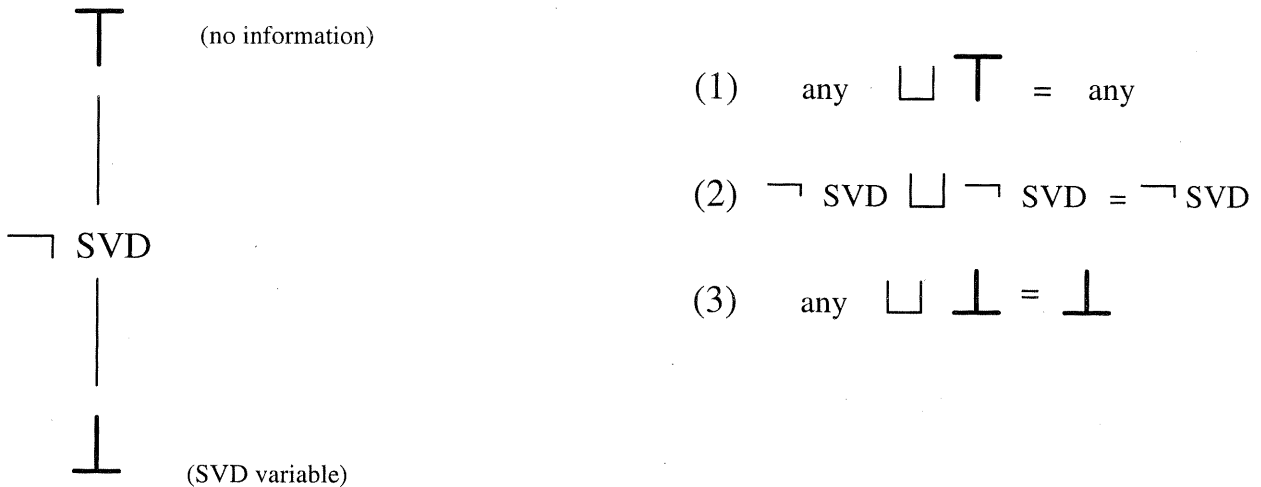 ⊤ (no information)
¬ SVD
⊥ (SVD variable)
(1) any ⊔ ⊤ = any
(2) ¬ SVD ⊔ ¬ SVD = ¬ SVD
(3) any ⊔ ⊥ = ⊥